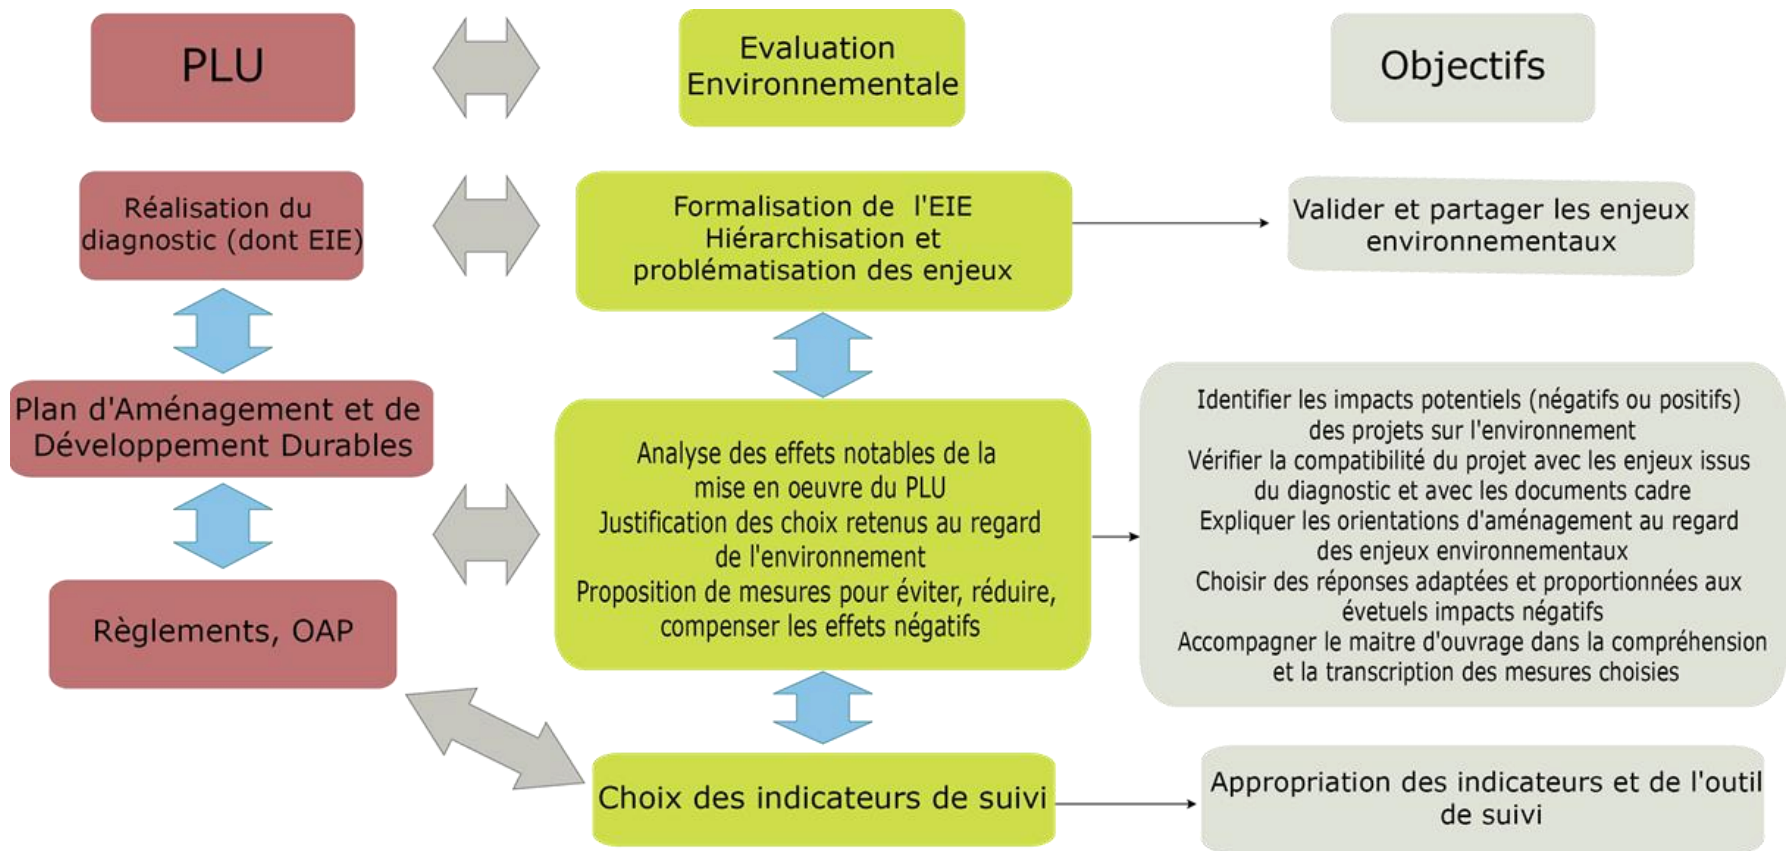 PLU
Evaluation
Environnementale
Objectifs
Réalisation du
diagnostic (dont EIE)
Formalisation de l'EIE
Hiérarchisation et
problématisation des enjeux
Valider et partager les enjeux
environnementaux
Plan d'Aménagement et de
Développement Durables
Analyse des effets notables de la
mise en oeuvre du PLU
Justification des choix retenus au regard
de l'environnement
Proposition de mesures pour éviter, réduire,
compenser les effets négatifs
Identifier les impacts potentiels (négatifs ou positifs)
des projets sur l'environnement
Vérifier la compatibilité du projet avec les enjeux issus
du diagnostic et avec les documents cadre
Expliquer les orientations d'aménagement au regard
des enjeux environnementaux
Choisir des réponses adaptées et proportionnées aux
évetuels impacts négatifs
Accompagner le maitre d'ouvrage dans la compréhension
et la transcription des mesures choisies
Règlements, OAP
Choix des indicateurs de suivi
Appropriation des indicateurs et de l'outil
de suivi